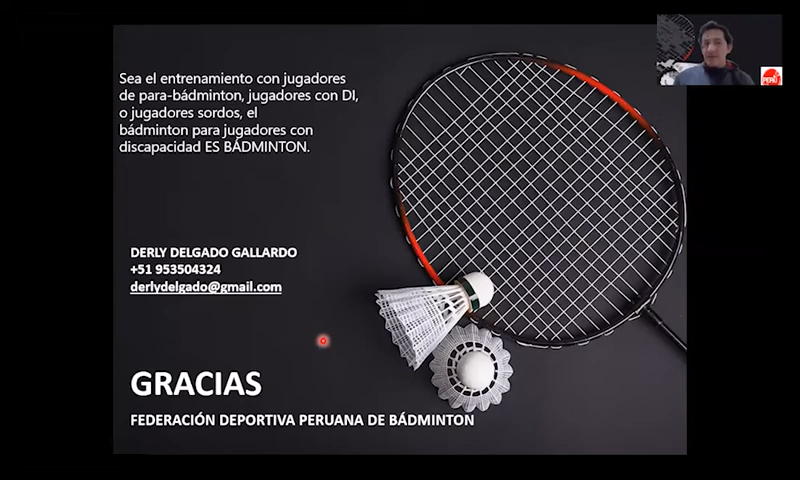 Sea el entrenamiento con jugadores
de para-bádminton, jugadores con DI,
o jugadores sordos, el
bádminton para jugadores con
discapacidad ES BÁDMINTON.
DERLY DELGADO GALLARDO
+51 953504324
derlydelgado@gmail.com
GRACIAS
FEDERACIÓN DEPORTIVA PERUANA DE BÁDMINTON
PERÚ